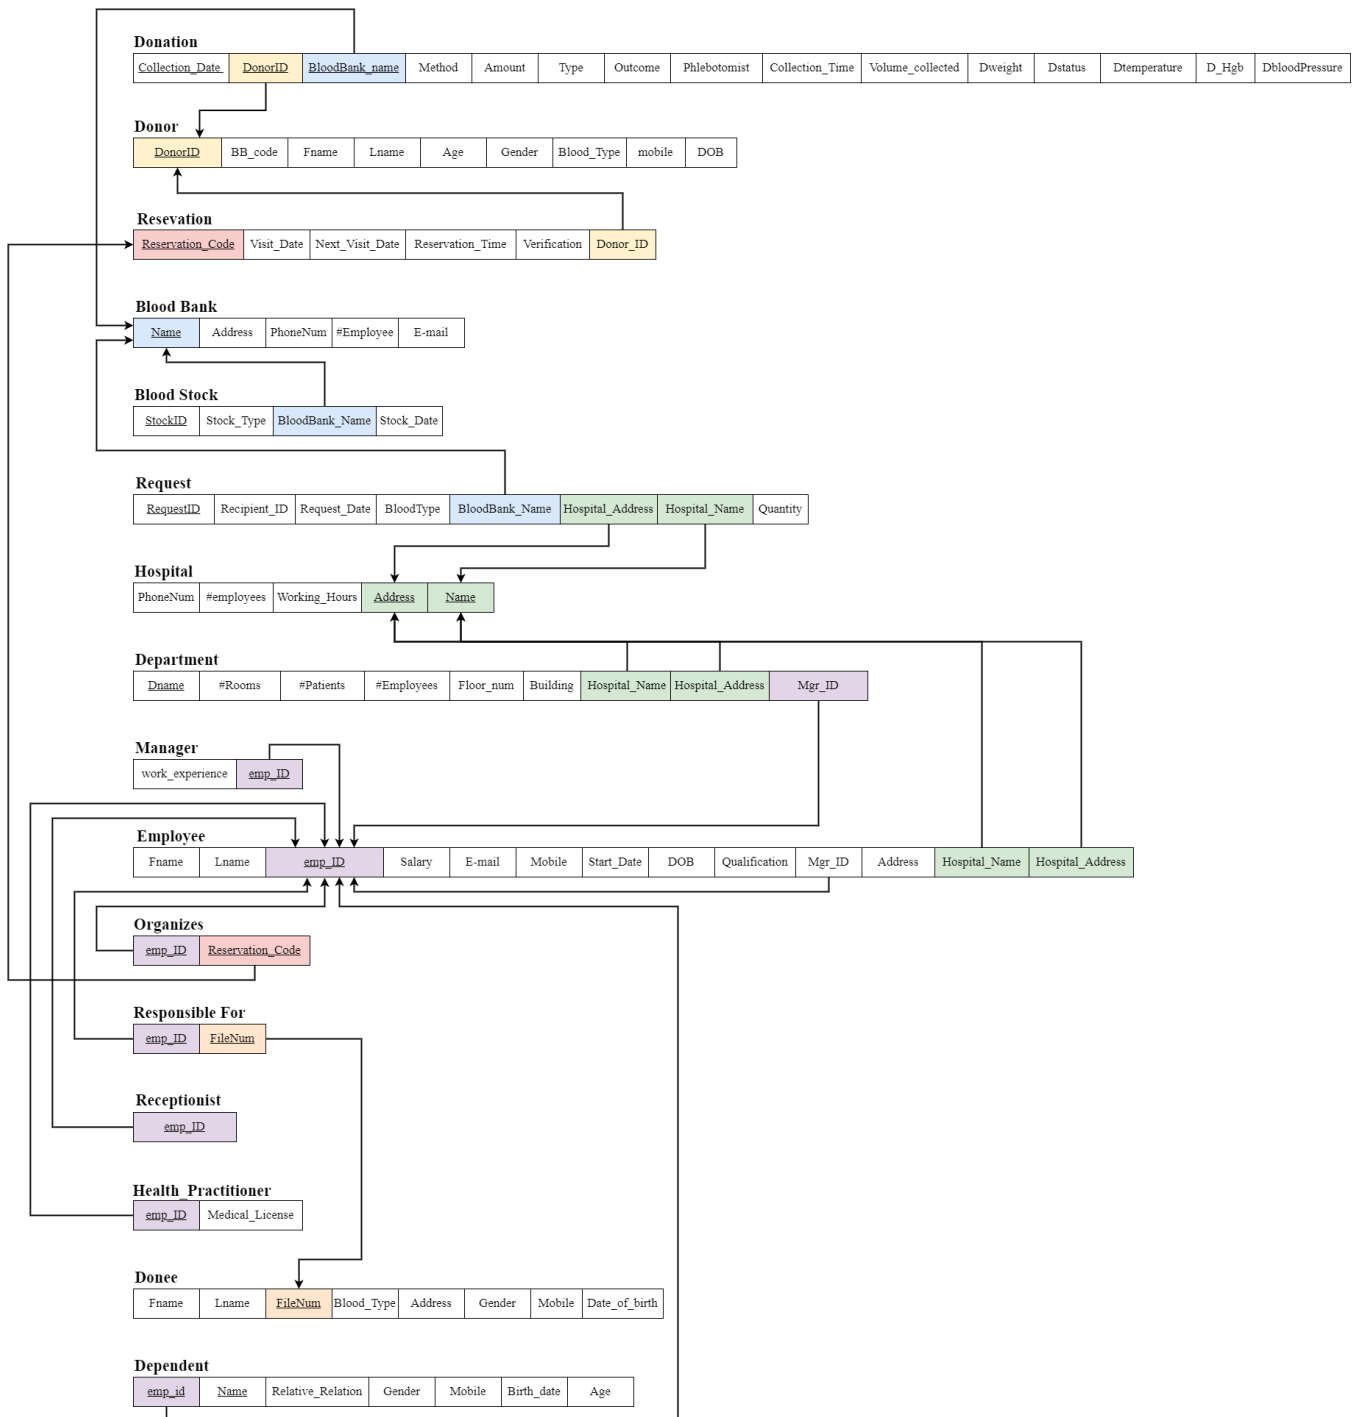 Donation
Collection_Date DonorID BloodBank_name Method Amount Type Outcome Phlebotomist Collection_Time Volume_collected Dweight Dstatus Dtemperature D_Hgb DbloodPressure
Donor
DonorID BB_code Fname Lname Age Gender Blood_Type mobile DOB
Resevation
Reservation_Code Visit_Date Next_Visit_Date Reservation_Time Verification Donor_ID
Blood Bank
Name Address PhoneNum #Employee E-mail
Blood Stock
StockID Stock_Type BloodBank_Name Stock_Date
Request
RequestID Recipient_ID Request_Date BloodType BloodBank_Name Hospital_Address Hospital_Name Quantity
Hospital
PhoneNum #employees Working_Hours Address Name
Department
Dname #Rooms #Patients #Employees Floor_num Building Hospital_Name Hospital_Address Mgr_ID
Manager
work_experience emp_ID
Employee
Fname Lname emp_ID Salary E-mail Mobile Start_Date DOB Qualification Mgr_ID Address Hospital_Name Hospital_Address
Organizes
emp_ID Reservation_Code
Responsible For
emp_ID FileNum
Receptionist
emp_ID
Health_Practitioner
emp_ID Medical_License
Donee
Fname Lname FileNum Blood_Type Address Gender Mobile Date_of_birth
Dependent
emp_id Name Relative_Relation Gender Mobile Birth_date Age